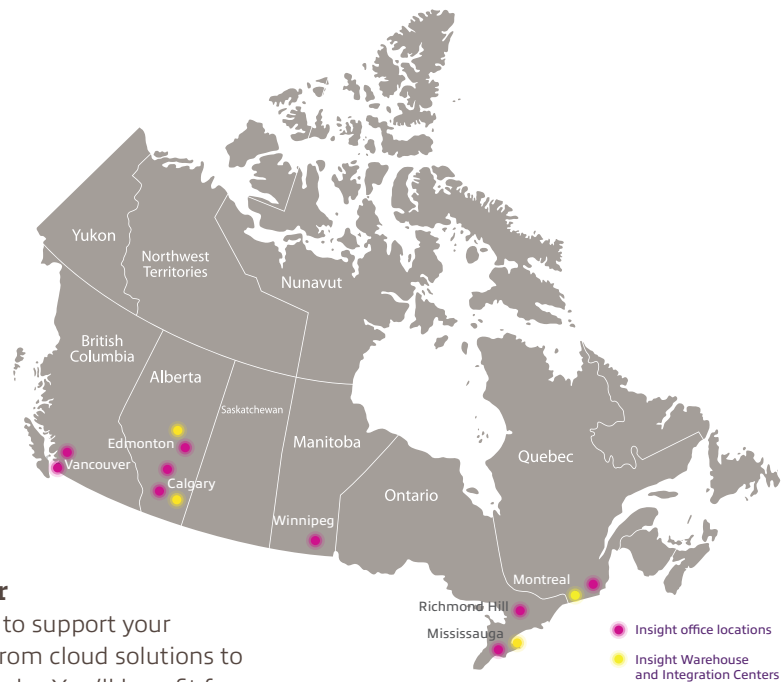 Yukon
Northwest
Territories
Nunavut
British
Columbia
Alberta
Saskatchewan
Manitoba
Quebec
Ontario
Edmonton
Vancouver
Calgary
Winnipeg
Montreal
Richmond Hill
Mississauga
Insight office locations
Insight Warehouse
and Integration Centers
r
to support your
rom cloud solutions to